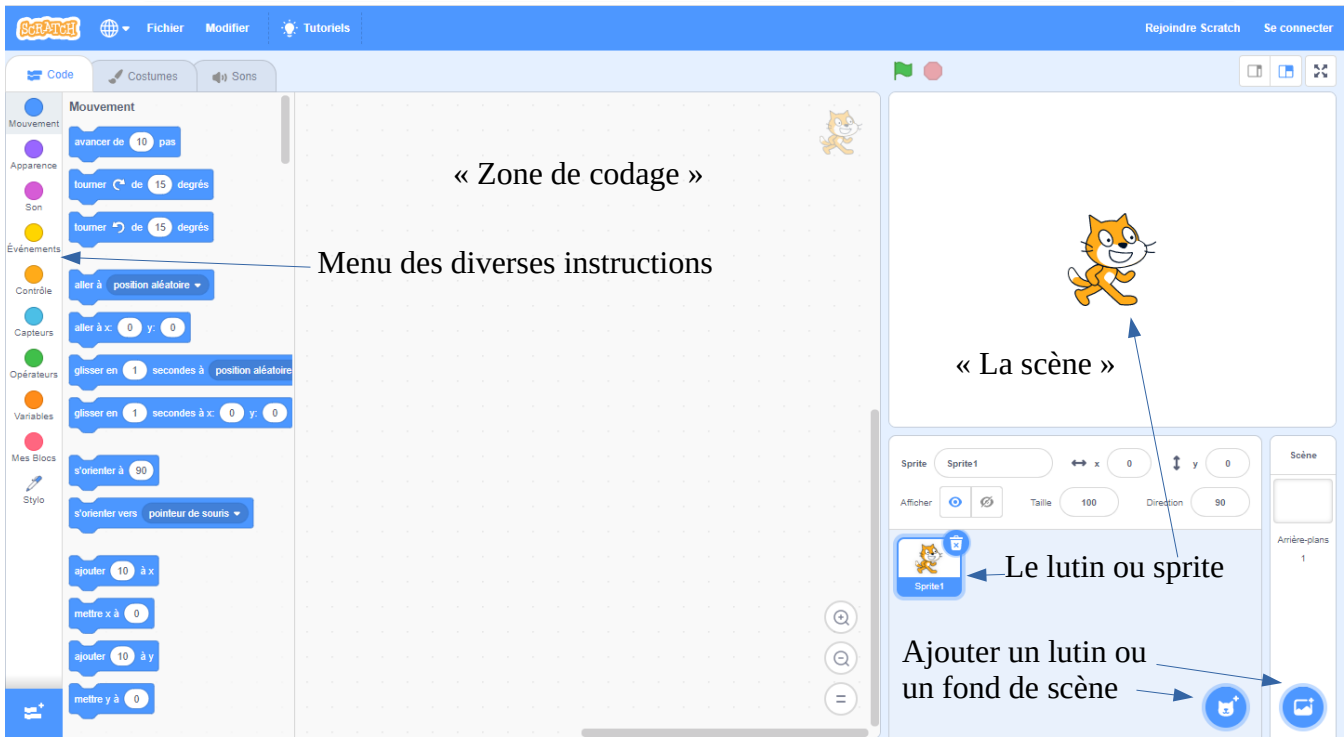 SCRATCH
Fichier
Modifier
Tutoriels
Rejoindre Scratch
Se connecter
Code
Costumes
Sons
Mouvement
Apparence
Son
Événements
Contrôle
Capteurs
Opérateurs
Variables
Mes Blocs
Stylo
Mouvement
avancer de 10 pas
tourner de 15 degrés
tourner de 15 degrés
aller à position aléatoire
aller à x: 0 y: 0
glisser en 1 secondes à position aléatoire
glisser en 1 secondes à x: 0 y: 0
s'orienter à 90
s'orienter vers pointeur de souris
ajouter 10 à x
mettre x à 0
ajouter 10 à y
mettre y à 0
« Zone de codage »
Menu des diverses instructions
« La scène »
Sprite Sprite1 x 0 y 0
Afficher Taille 100 Direction 90
Sprite1
Le lutin ou sprite
Ajouter un lutin ou
un fond de scène
Scène
Arrière-plans
1